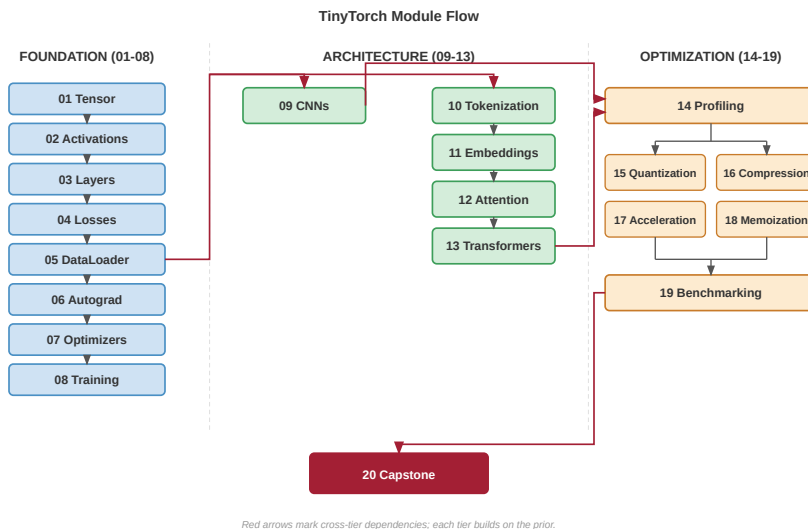 TinyTorch Module Flow
FOUNDATION (01-08)
ARCHITECTURE (09-13)
OPTIMIZATION (14-19)
01 Tensor
02 Activations
03 Layers
04 Losses
05 DataLoader
06 Autograd
07 Optimizers
08 Training
09 CNNs
10 Tokenization
11 Embeddings
12 Attention
13 Transformers
14 Profiling
15 Quantization
16 Compression
17 Acceleration
18 Memoization
19 Benchmarking
20 Capstone
Red arrows mark cross-tier dependencies; each tier builds on the prior.